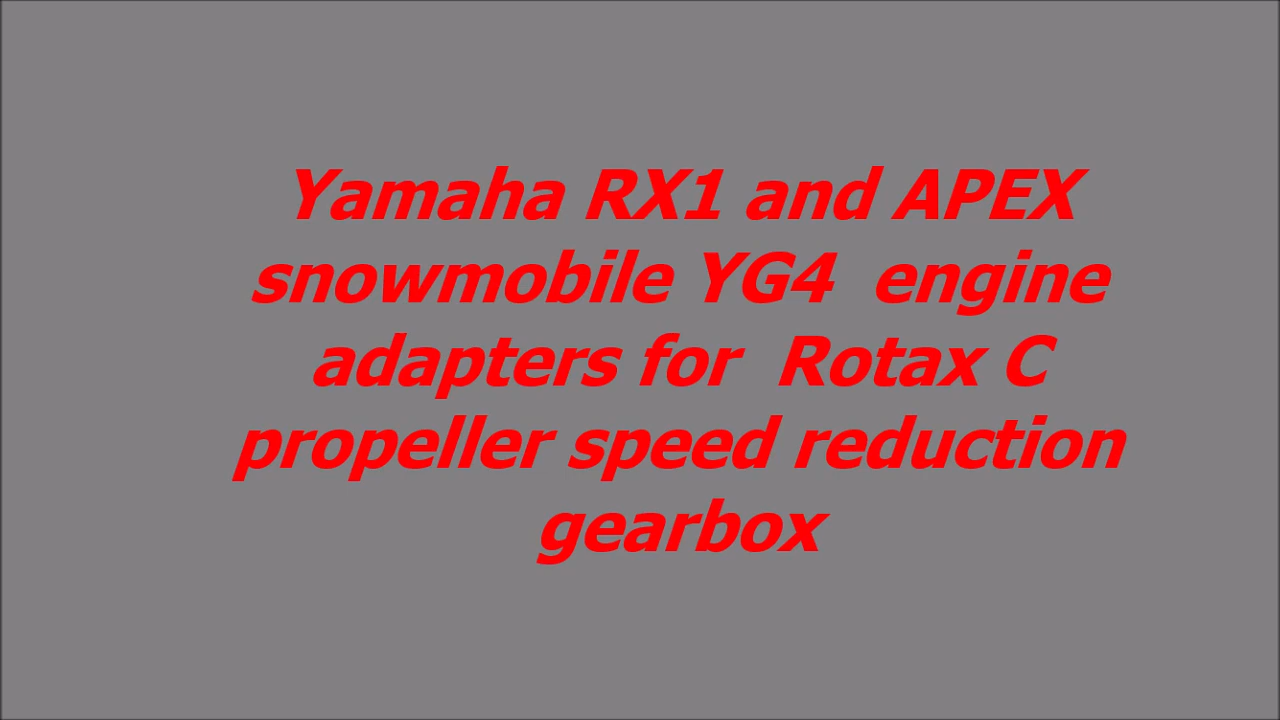 Yamaha RX1 and APEX
snowmobile YG4  engine
adapters for  Rotax C
propeller speed reduction
gearbox